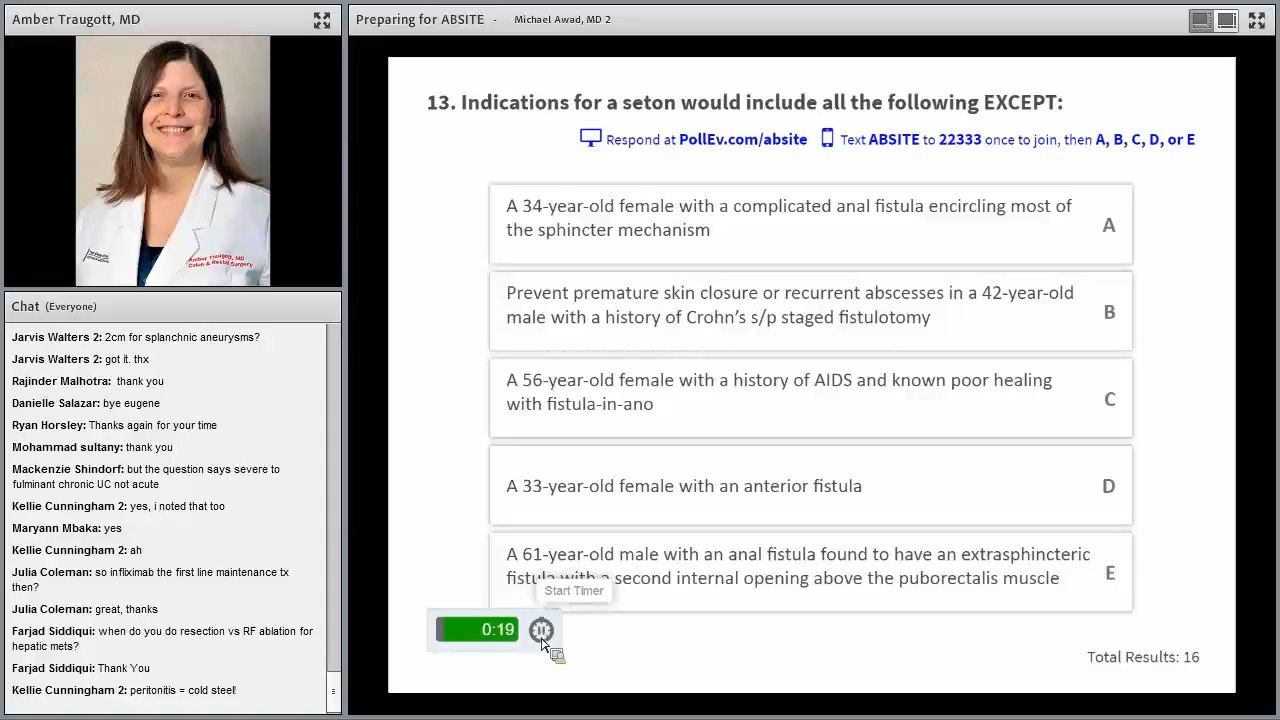 Amber Traugott, MD
Amber Traugott, MD
Colon & Rectal Surgery
Chat (Everyone)
Jarvis Walters 2: 2cm for splanchnic aneurysms?
Jarvis Walters 2: got it. thx
Rajinder Malhotra: thank you
Danielle Salazar: bye eugene
Ryan Horsley: Thanks again for your time
Mohammad sultany: thank you
Mackenzie Shindorf: but the question says severe to
fulminant chronic UC not acute
Kellie Cunningham 2: yes, i noted that too
Maryann Mbaka: yes
Kellie Cunningham 2: ah
Julia Coleman: so infliximab the first line maintenance tx
then?
Julia Coleman: great, thanks
Farjad Siddiqui: when do you do resection vs RF ablation for
hepatic mets?
Farjad Siddiqui: Thank You
Kellie Cunningham 2: peritonitis = cold steel!
Preparing for ABSITE - Michael Awad, MD 2
13. Indications for a seton would include all the following EXCEPT:
Respond at PollEv.com/absite Text ABSITE to 22333 once to join, then A, B, C, D, or E
A 34-year-old female with a complicated anal fistula encircling most of
the sphincter mechanism
A
Prevent premature skin closure or recurrent abscesses in a 42-year-old
male with a history of Crohn's s/p staged fistulotomy
B
A 56-year-old female with a history of AIDS and known poor healing
with fistula-in-ano
C
A 33-year-old female with an anterior fistula
D
A 61-year-old male with an anal fistula found to have an extrasphincteric
fistula with a second internal opening above the puborectalis muscle
E
Start Timer
0:19
Total Results: 16